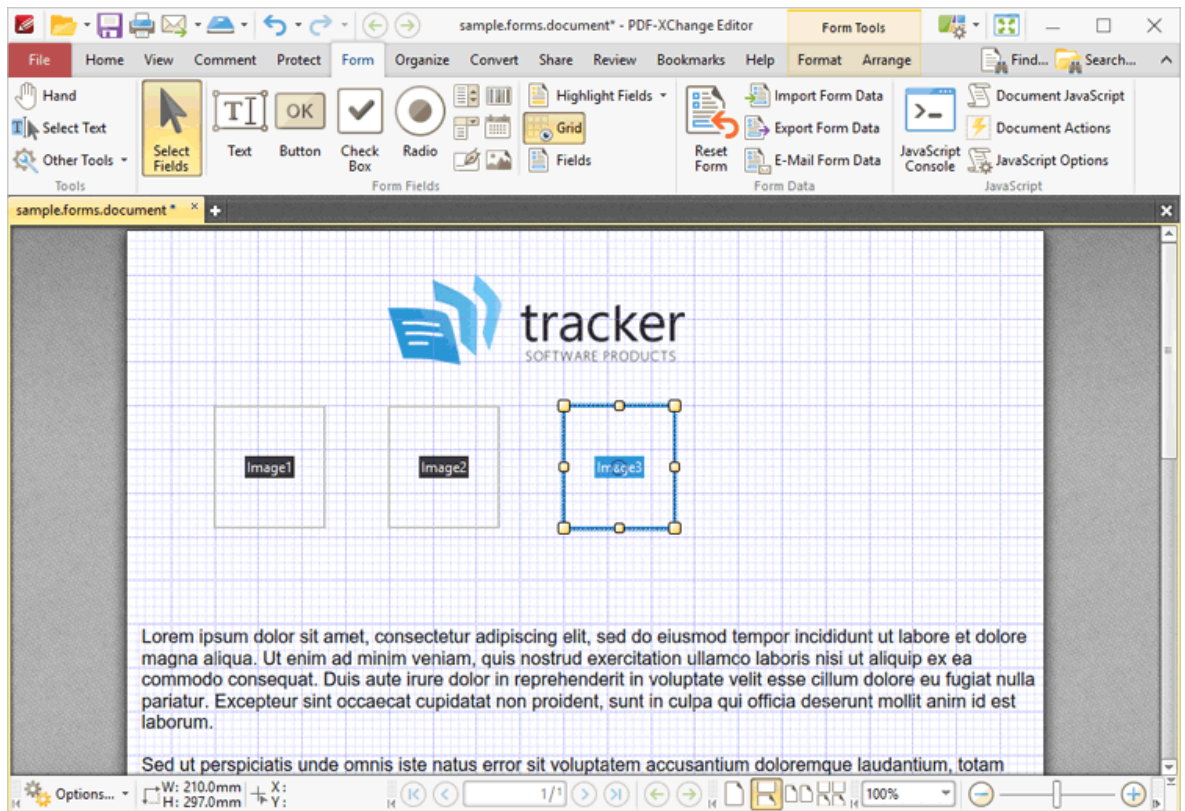 sample.forms.document* - PDF-XChange Editor
Form Tools
File Home View Comment Protect Form Organize Convert Share Review Bookmarks Help Format Arrange Find... Search...
Hand
Select Text
Other Tools
Tools
Select Fields
Text
OK
Button
Check Box
Radio
Highlight Fields
Grid
Fields
Form Fields
Reset Form
Import Form Data
Export Form Data
E-Mail Form Data
Form Data
JavaScript Console
Document JavaScript
Document Actions
JavaScript Options
JavaScript
sample.forms.document *
tracker
SOFTWARE PRODUCTS
Image1 Image2 Image3
Lorem ipsum dolor sit amet, consectetur adipiscing elit, sed do eiusmod tempor incididunt ut labore et dolore
magna aliqua. Ut enim ad minim veniam, quis nostrud exercitation ullamco laboris nisi ut aliquip ex ea
commodo consequat. Duis aute irure dolor in reprehenderit in voluptate velit esse cillum dolore eu fugiat nulla
pariatur. Excepteur sint occaecat cupidatat non proident, sunt in culpa qui officia deserunt mollit anim id est
laborum.
Sed ut perspiciatis unde omnis iste natus error sit voluptatem accusantium doloremque laudantium, totam
Options... W: 210.0mm X: 1/1 100%
H: 297.0mm Y: